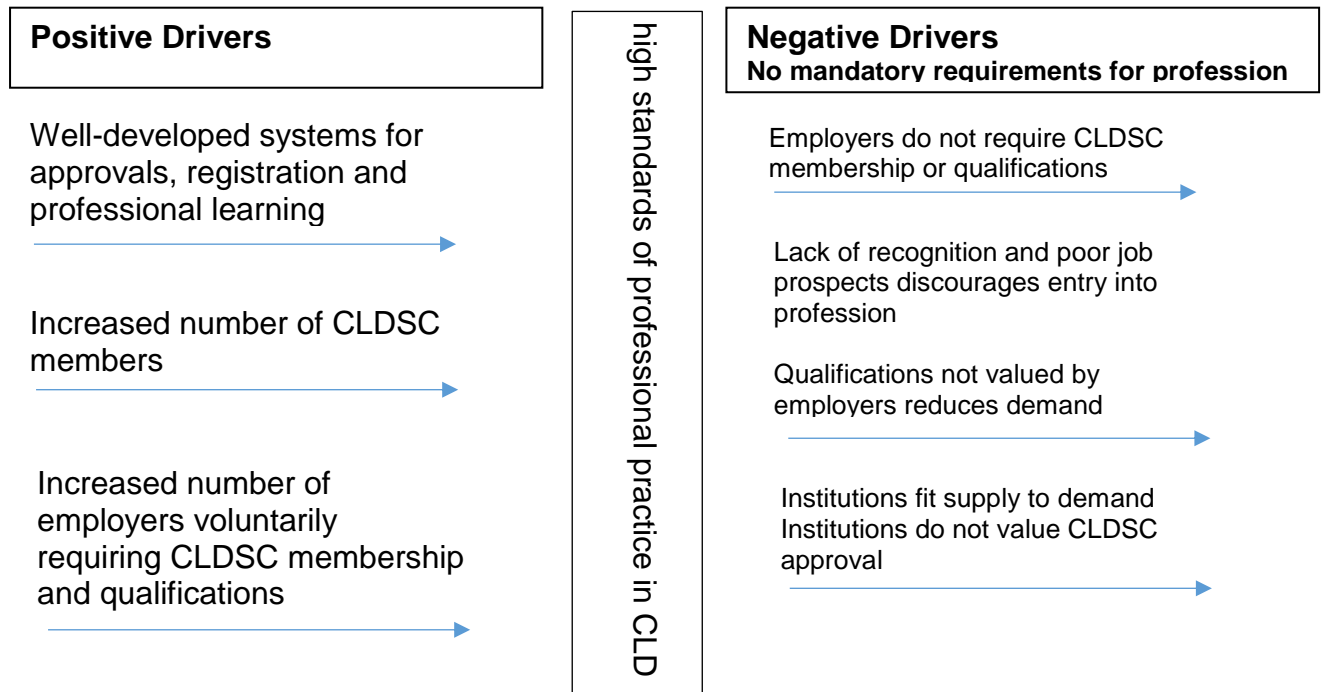 Positive Drivers
Well-developed systems for
approvals, registration and
professional learning
Increased number of CLDSC
members
Increased number of
employers voluntarily
requiring CLDSC membership
and qualifications
high standards of professional practice in CLD
Negative Drivers
No mandatory requirements for profession
Employers do not require CLDSC
membership or qualifications
Lack of recognition and poor job
prospects discourages entry into
profession
Qualifications not valued by
employers reduces demand
Institutions fit supply to demand
Institutions do not value CLDSC
approval